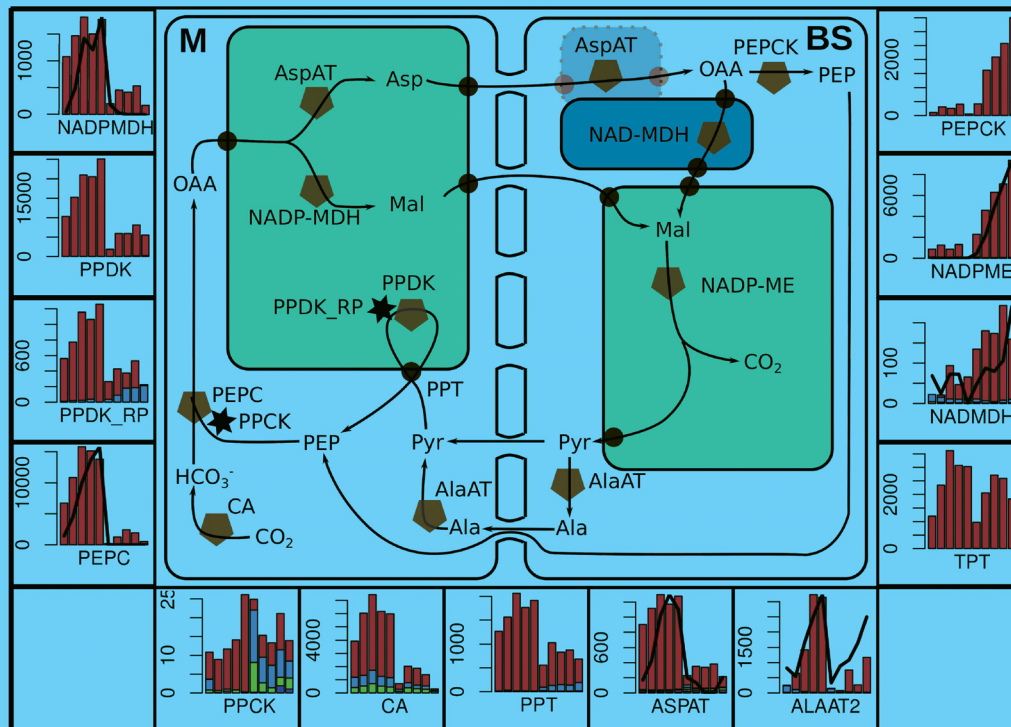 M
BS
AspAT
Asp
AspAT
OAA
PEPCK
PEP
NAD-MDH
OAA
NADP-MDH
Mal
Mal
NADP-ME
PPDK
PPDK_RP
PPT
CO2
PEPC
PPCK
PEP
Pyr
Pyr
HCO3-
AlaAT
AlaAT
CA
CO2
Ala
Ala
0 1000
NADPMDH
0 15000
PPDK
0 600
PPDK_RP
0 10000
PEPC
0 2000
PEPCK
0 6000
NADPME
0 100
NADMDH
0 2000
TPT
0 10 25
PPCK
0 4000
CA
0 1000
PPT
0 600
ASPAT
0 1500
ALAAT2